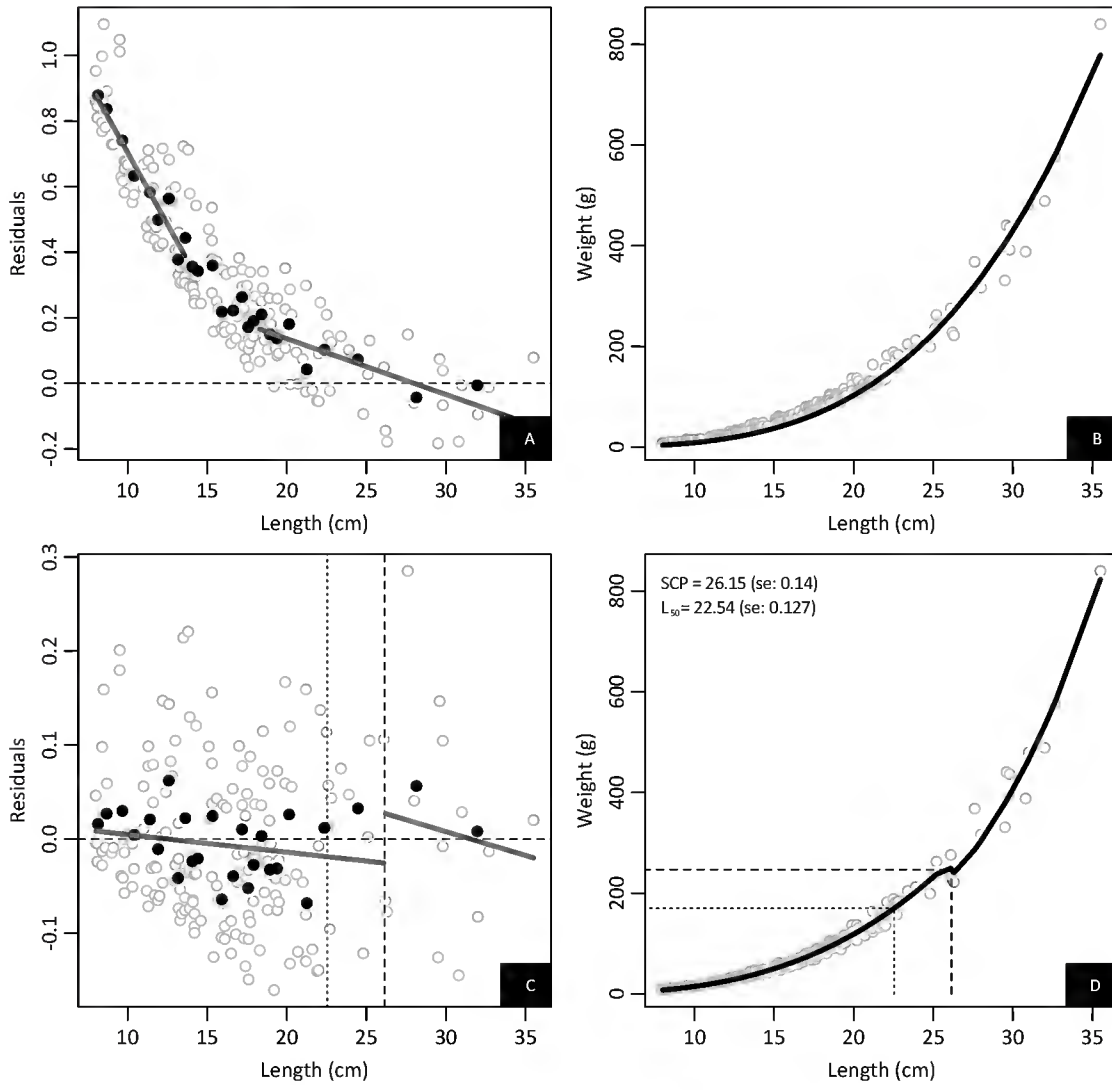 1.0
0.8
0.6
0.4
0.2
0.0
-0.2
Residuals
10 15 20 25 30 35
Length (cm)
A
800
600
400
200
0
Weight (g)
10 15 20 25 30 35
Length (cm)
B
0.3
0.2
0.1
0.0
-0.1
Residuals
10 15 20 25 30 35
Length (cm)
C
SCP = 26.15 (se: 0.14)
L50= 22.54 (se: 0.127)
800
600
400
200
0
Weight (g)
10 15 20 25 30 35
Length (cm)
D